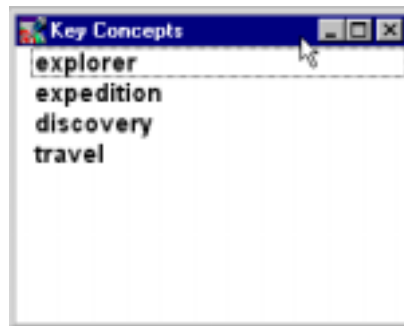 Key Concepts
explorer
expedition
discovery
travel